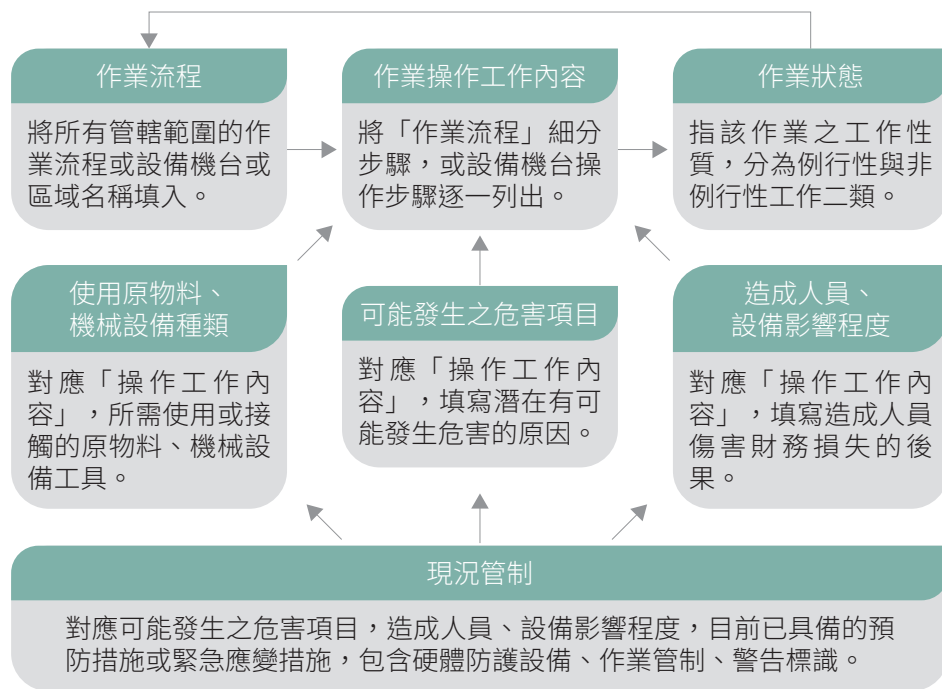 作業流程
將所有管轄範圍的作
業流程或設備機台或
區域名稱填入。
作業操作工作內容
將「作業流程」細分
步驟，或設備機台操
作步驟逐一列出。
作業狀態
指該作業之工作性
質，分為例行性與非
例行性工作二類。
使用原物料、
機械設備種類
對應「操作工作內
容」，所需使用或接
觸的原物料、機械設
備工具。
可能發生之危害項目
對應「操作工作內
容」，填寫潛在有可
能發生危害的原因。
造成人員、
設備影響程度
對應「操作工作內
容」，填寫造成人員
傷害財務損失的後
果。
現況管制
對應可能發生之危害項目，造成人員、設備影響程度，目前已具備的預
防措施或緊急應變措施，包含硬體防護設備、作業管制、警告標識。